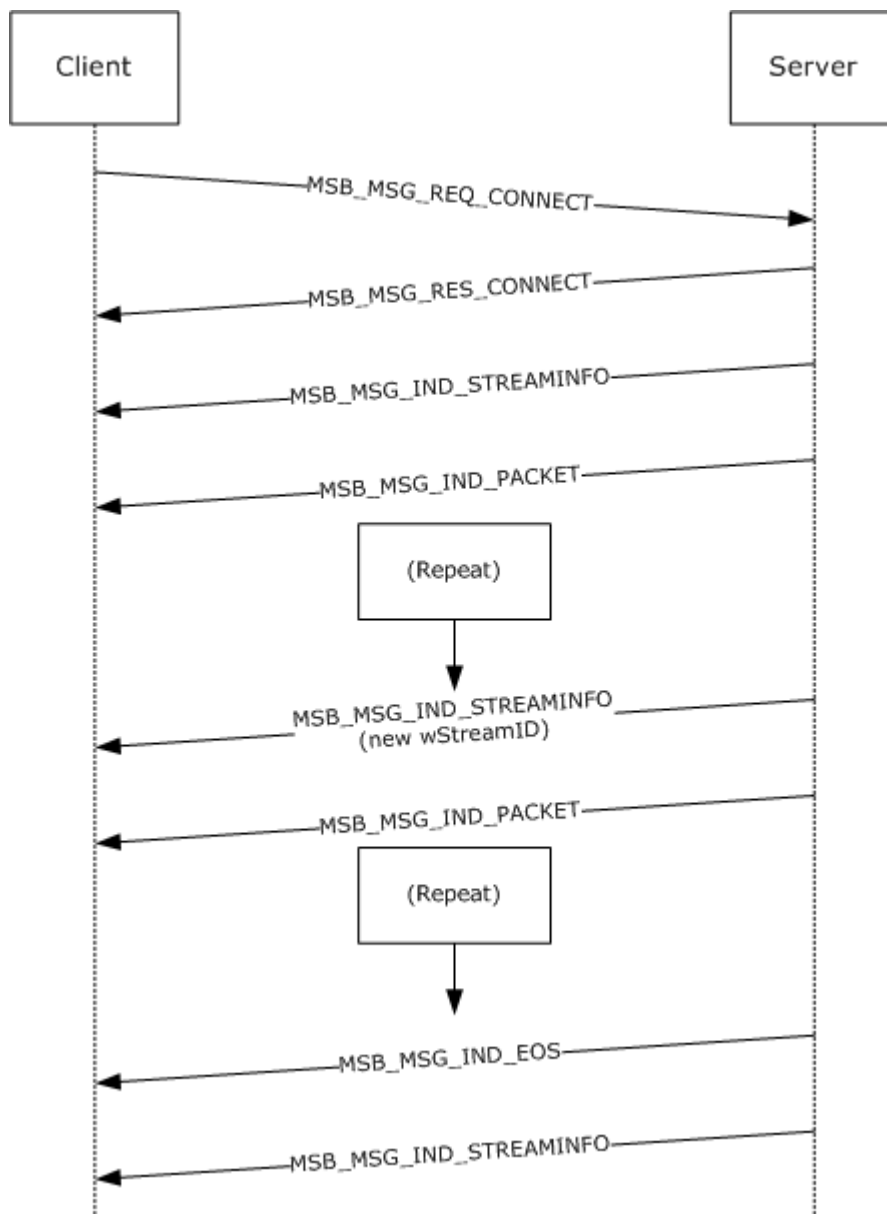 Client
Server
MSB_MSG_REQ_CONNECT
MSB_MSG_RES_CONNECT
MSB_MSG_IND_STREAMINFO
MSB_MSG_IND_PACKET
(Repeat)
MSB_MSG_IND_STREAMINFO
(new wStreamID)
MSB_MSG_IND_PACKET
(Repeat)
MSB_MSG_IND_EOS
MSB_MSG_IND_STREAMINFO